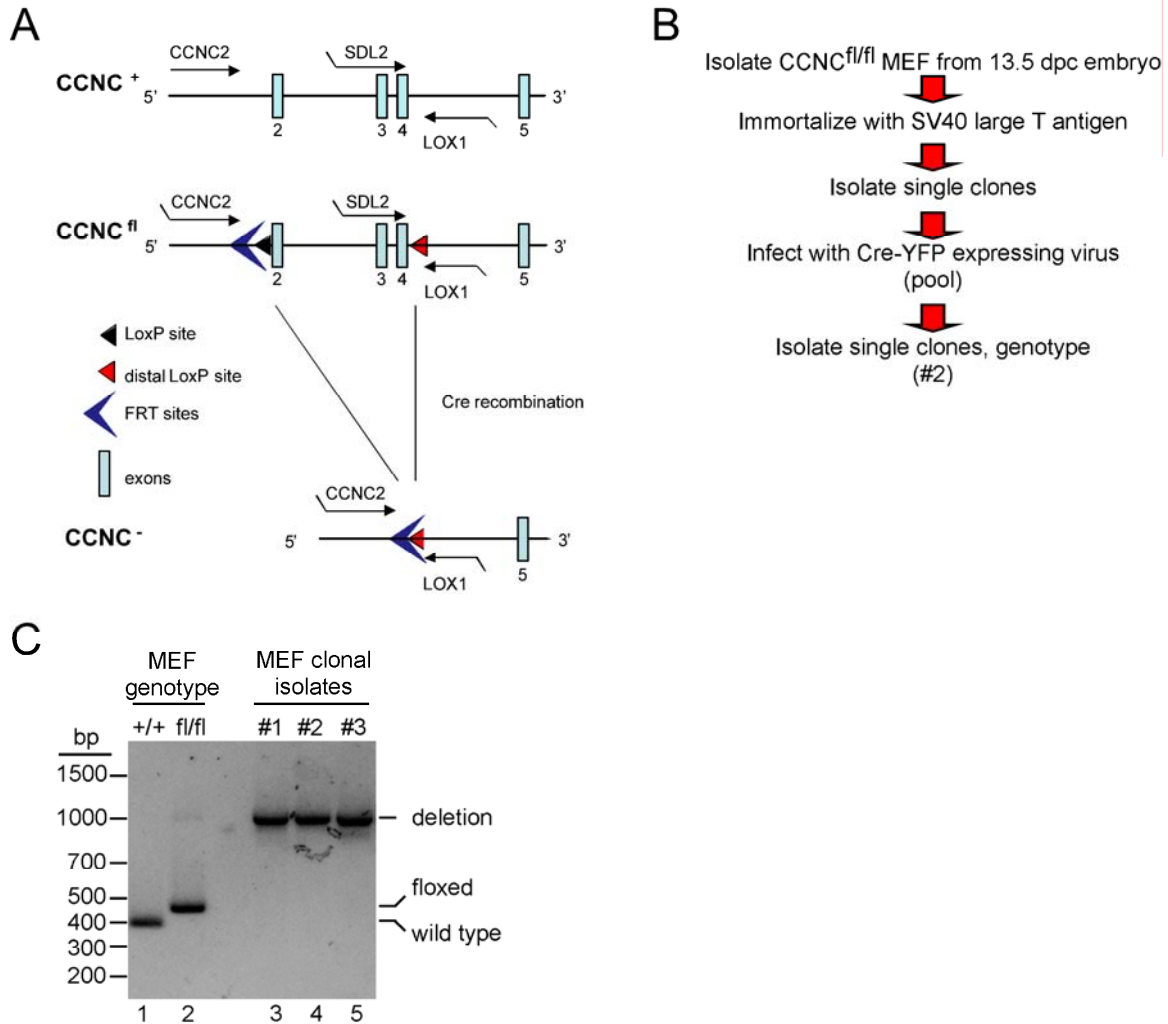 A
CCNC2
SDL2
CCNC +
5'
3'
2
3
4
5
LOX1
CCNC2
SDL2
CCNC fl
5'
3'
2
3
4
5
LOX1
LoxP site
distal LoxP site
FRT sites
exons
Cre recombination
CCNC2
CCNC -
5'
3'
LOX1
5
B
Isolate CCNCfl/fl MEF from 13.5 dpc embryo
Immortalize with SV40 large T antigen
Isolate single clones
Infect with Cre-YFP expressing virus
(pool)
Isolate single clones, genotype
(#2)
C
MEF
genotype
MEF clonal
isolates
bp
+/+ fl/fl
#1 #2 #3
1500
1000
700
500
400
300
200
deletion
floxed
wild type
1 2 3 4 5